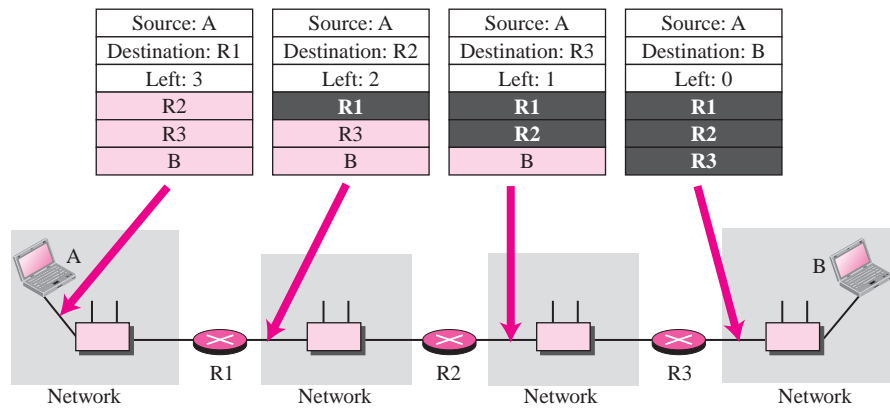 Source: A
Destination: R1
Left: 3
R2
R3
B
Source: A
Destination: R2
Left: 2
R1
R3
B
Source: A
Destination: R3
Left: 1
R1
R2
B
Source: A
Destination: B
Left: 0
R1
R2
R3
A
B
R1
R2
R3
Network
Network
Network
Network